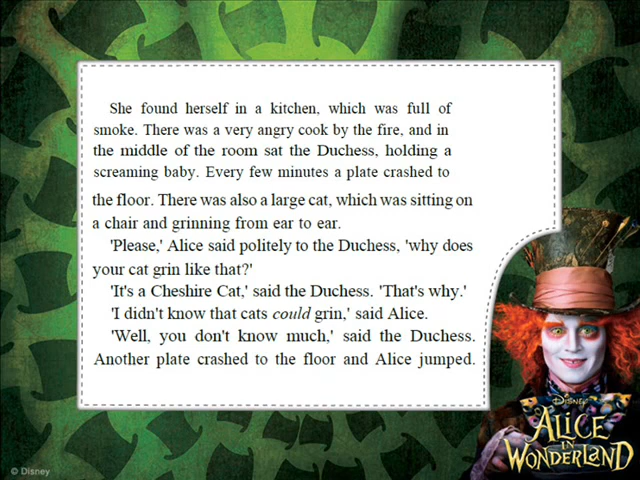 She found herself in a kitchen, which was full of
smoke. There was a very angry cook by the fire, and in
the middle of the room sat the Duchess, holding a
screaming baby. Every few minutes a plate crashed to
the floor. There was also a large cat, which was sitting on
a chair and grinning from ear to ear.
'Please,' Alice said politely to the Duchess, 'why does
your cat grin like that?'
'It's a Cheshire Cat,' said the Duchess. 'That's why.'
'I didn't know that cats could grin,' said Alice.
'Well, you don't know much,' said the Duchess.
Another plate crashed to the floor and Alice jumped.
DISNEY
ALICE
IN
WONDERLAND
© Disney